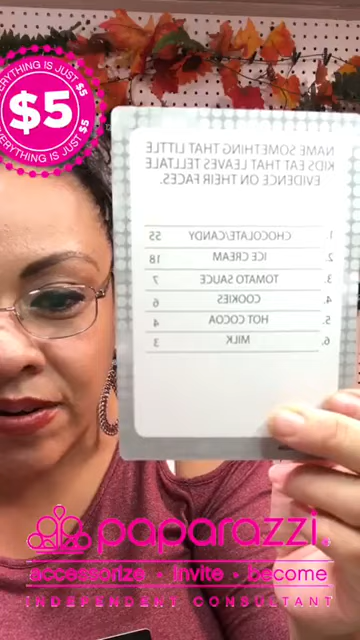 EVERYTHING IS JUST $5
$5
EVERYTHING IS JUST $5
NAME SOMETHING THAT LITTLE
KIDS EAT THAT LEAVES TELLTALE
EVIDENCE ON THEIR FACES.
1. CHOCOLATE/CANDY 55
2. ICE CREAM 18
3. TOMATO SAUCE 7
4. COOKIES 6
5. HOT COCOA 4
6. MILK 3
paparazzi®
accessorize • invite • become
INDEPENDENT CONSULTANT